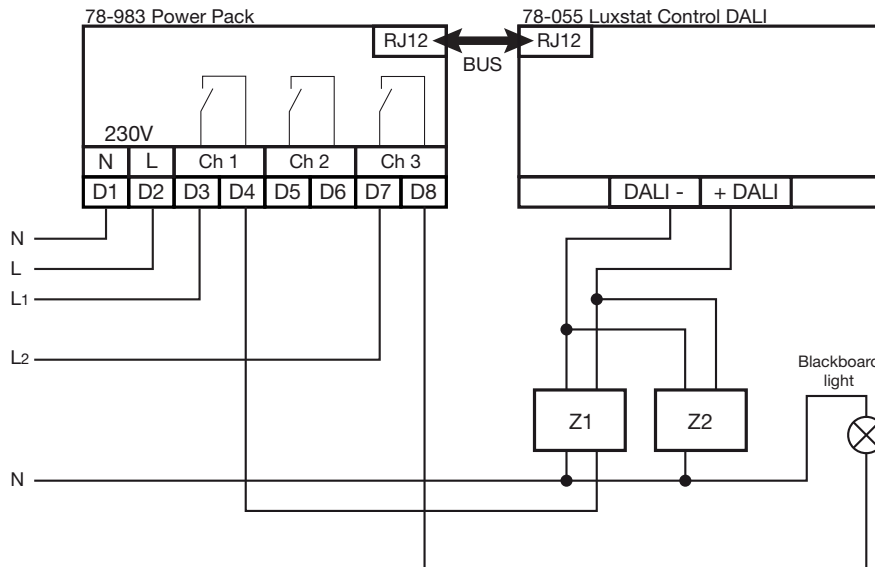 78-983 Power Pack
78-055 Luxstat Control DALI
RJ12
RJ12
BUS
230V
N L Ch 1 Ch 2 Ch 3
D1 D2 D3 D4 D5 D6 D7 D8
DALI - + DALI
N
L
L1
L2
Blackboard
light
Z1 Z2
N